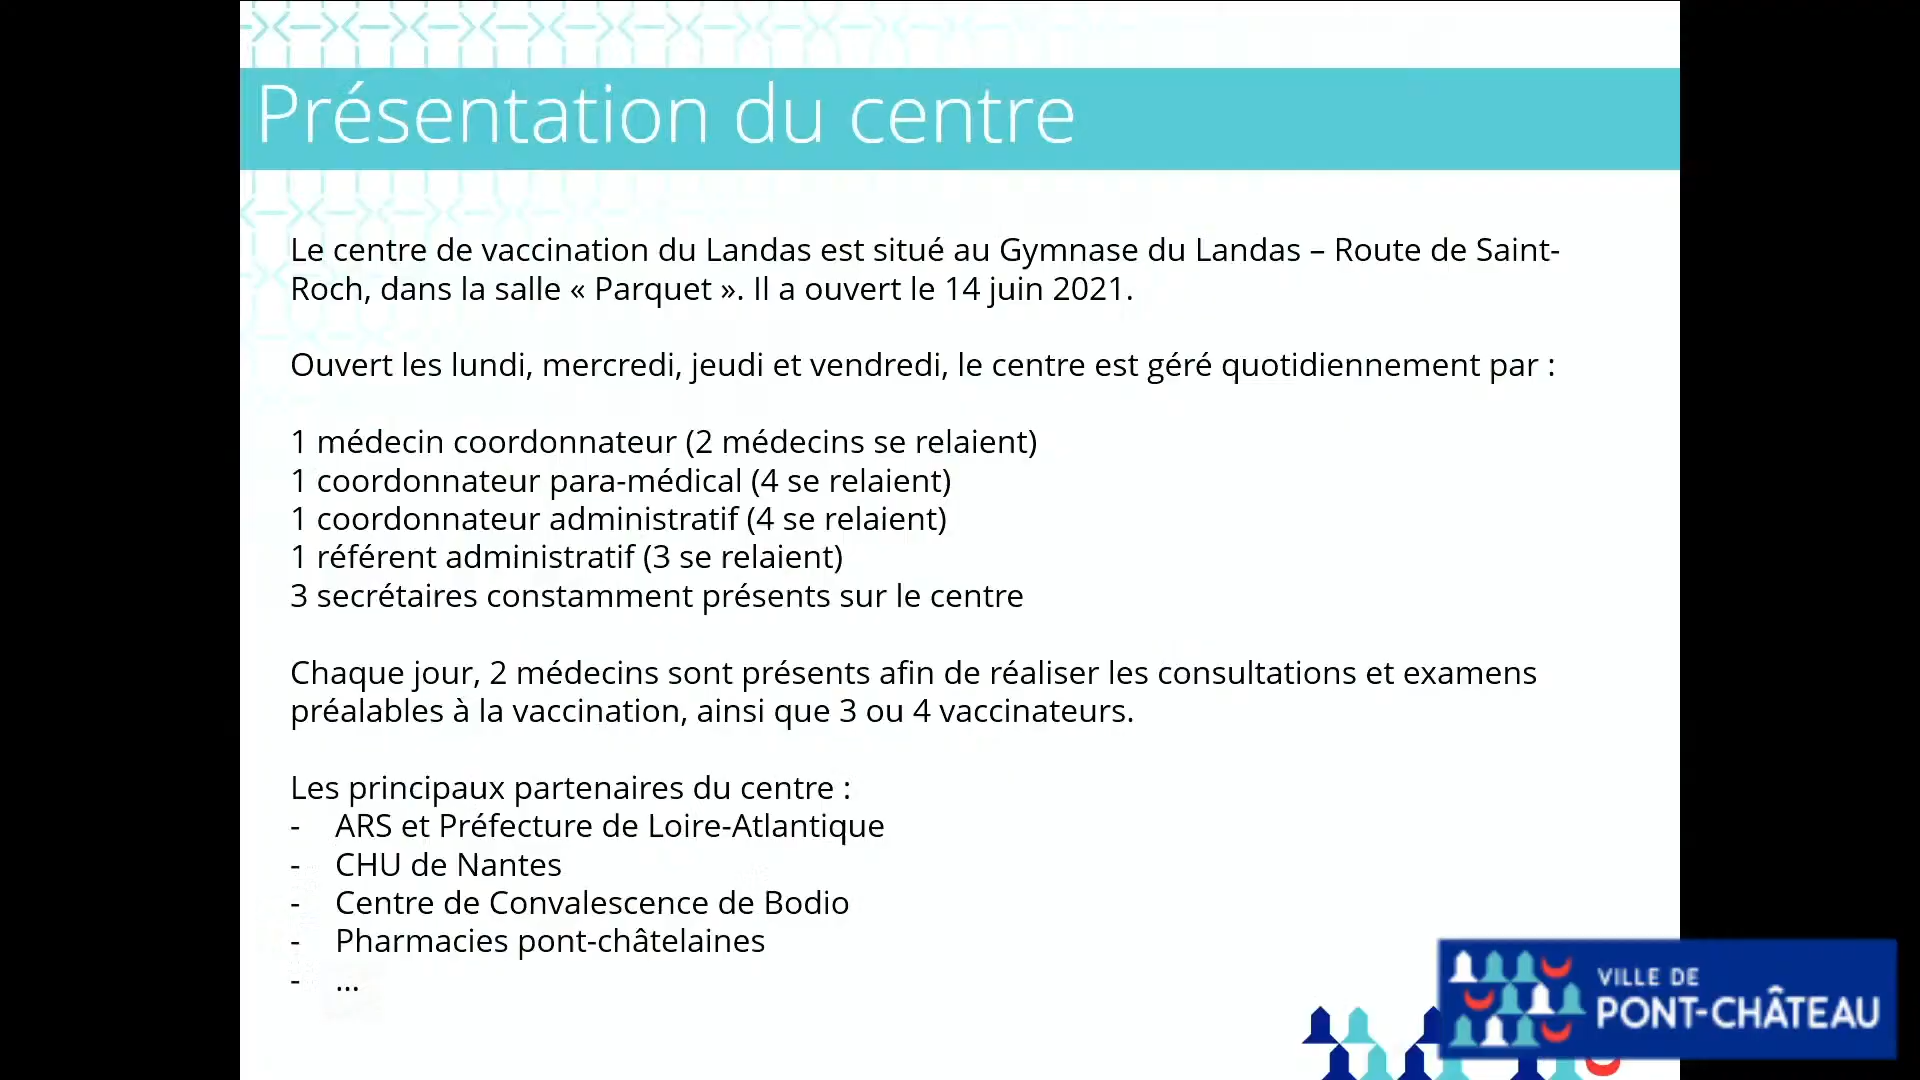 Présentation du centre
Le centre de vaccination du Landas est situé au Gymnase du Landas – Route de Saint-
Roch, dans la salle « Parquet ». Il a ouvert le 14 juin 2021.
Ouvert les lundi, mercredi, jeudi et vendredi, le centre est géré quotidiennement par :
1 médecin coordonnateur (2 médecins se relaient)
1 coordonnateur para-médical (4 se relaient)
1 coordonnateur administratif (4 se relaient)
1 référent administratif (3 se relaient)
3 secrétaires constamment présents sur le centre
Chaque jour, 2 médecins sont présents afin de réaliser les consultations et examens
préalables à la vaccination, ainsi que 3 ou 4 vaccinateurs.
Les principaux partenaires du centre :
- ARS et Préfecture de Loire-Atlantique
- CHU de Nantes
- Centre de Convalescence de Bodio
- Pharmacies pont-châtelaines
- ...
VILLE DE
PONT-CHÂTEAU